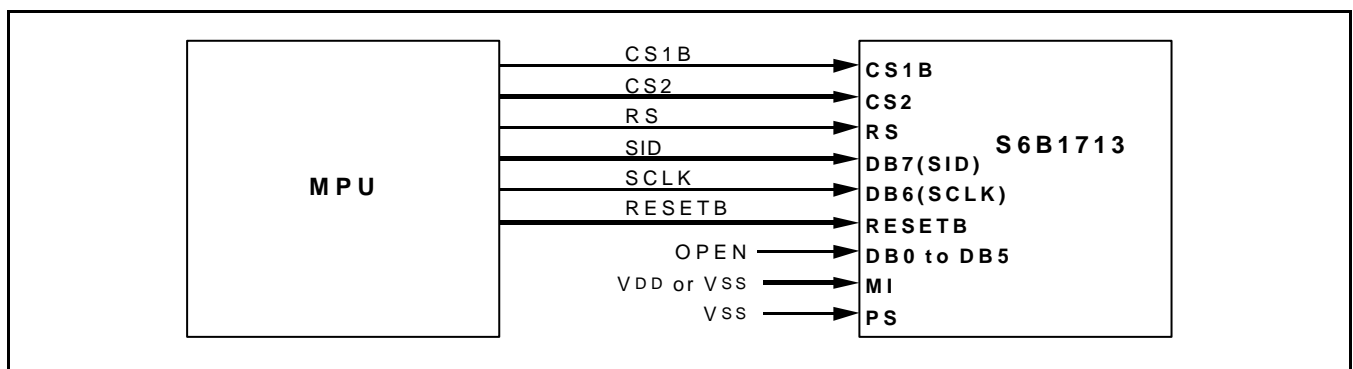 MPU
CS1B
CS2
RS
SID
SCLK
RESETB
OPEN
VDD or VSS
VSS
CS1B
CS2
RS
DB7(SID)
DB6(SCLK)
RESETB
DB0 to DB5
MI
PS
S6B1713